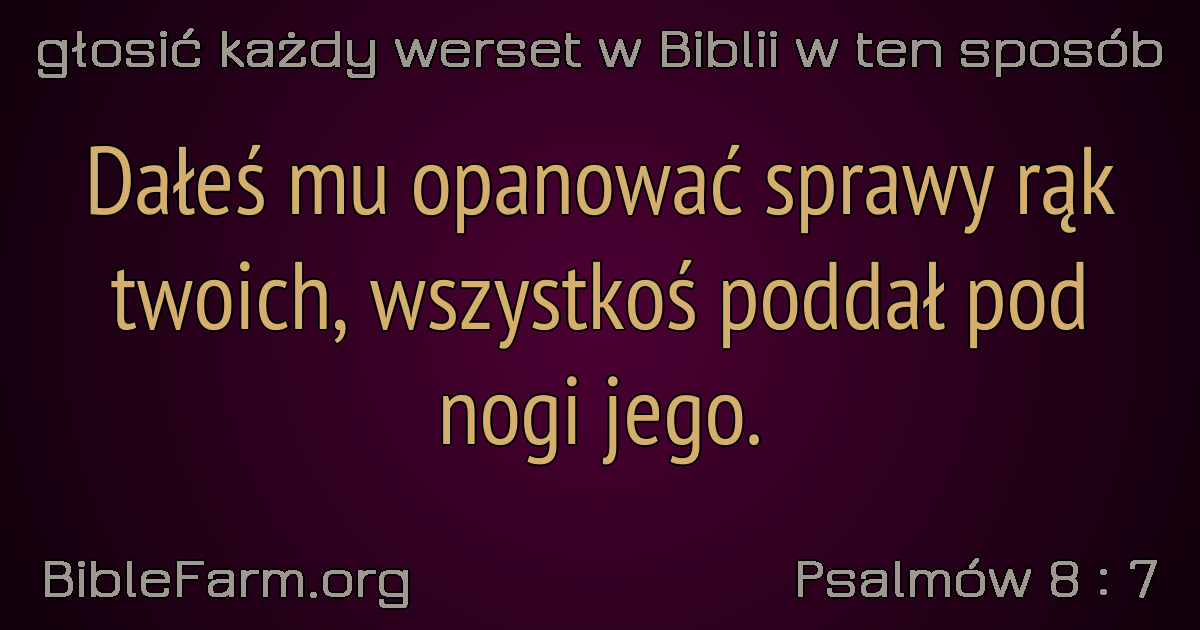 głosić każdy werset w Biblii w ten sposób
Dałeś mu opanować sprawy rąk
twoich, wszystkoś poddał pod
nogi jego.
BibleFarm.org
Psalmów 8 : 7